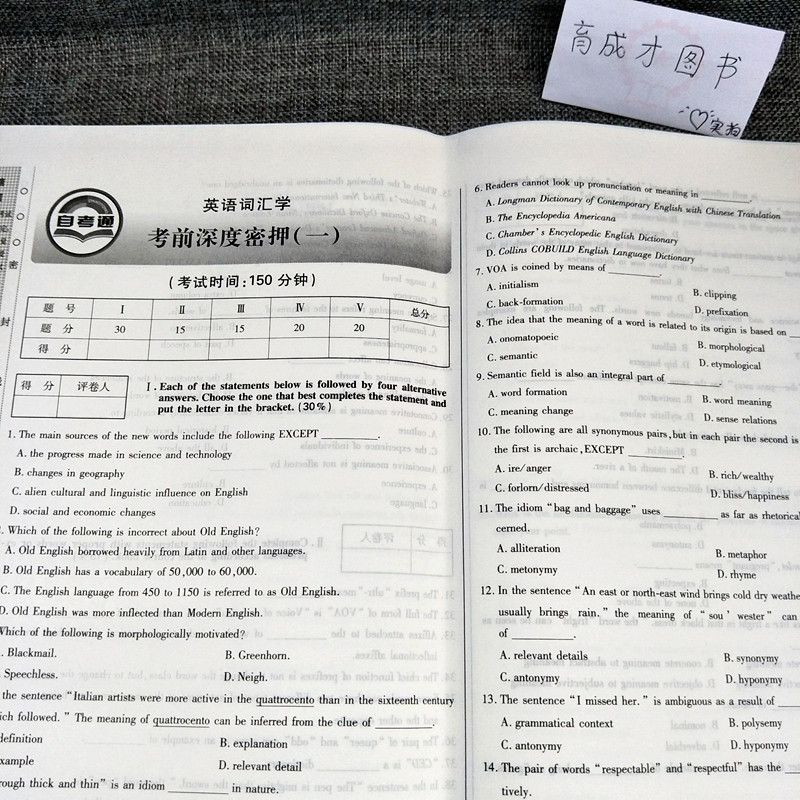 育成才图书
实拍
自考通
英语词汇学
考前深度密押(一)
(考试时间:150 分钟)
题 号 Ⅰ Ⅱ Ⅲ Ⅳ Ⅴ 总分
题 分 30 15 15 20 20
得 分
密
封
得 分 评卷人
Ⅰ. Each of the statements below is followed by four alternative
answers. Choose the one that best completes the statement and
put the letter in the bracket. (30%)
1. The main sources of the new words include the following EXCEPT ________.
A. the progress made in science and technology
B. changes in geography
C. alien cultural and linguistic influence on English
D. social and economic changes
. Which of the following is incorrect about Old English?
A. Old English borrowed heavily from Latin and other languages.
B. Old English has a vocabulary of 50,000 to 60,000.
C. The English language from 450 to 1150 is referred to as Old English.
D. Old English was more inflected than Modern English.
Which of the following is morphologically motivated?
. Blackmail. B. Greenhorn.
. Speechless. D. Neigh.
the sentence "Italian artists were more active in the quattrocento than in the sixteenth century
ich followed." The meaning of quattrocento can be inferred from the clue of ________.
definition B. explanation
xample D. relevant detail
rough thick and thin" is an idiom ________ in nature.
6. Readers cannot look up pronunciation or meaning in ________.
A. Longman Dictionary of Contemporary English with Chinese Translation
B. The Encyclopedia Americana
C. Chamber's Encyclopedic English Dictionary
D. Collins COBUILD English Language Dictionary
7. VOA is coined by means of ________.
A. initialism B. clipping
C. back-formation D. prefixation
8. The idea that the meaning of a word is related to its origin is based on
A. onomatopoeic B. morphological
C. semantic D. etymological
9. Semantic field is also an integral part of ________.
A. word formation B. word meaning
C. meaning change D. sense relations
10. The following are all synonymous pairs, but in each pair the second is
the first is archaic, EXCEPT ________.
A. ire/anger B. rich/wealthy
C. forlorn/distressed D. bliss/happiness
11. The idiom "bag and baggage" uses ________ as far as rhetorical
cerned.
A. alliteration B. metaphor
C. metonymy D. rhyme
12. In the sentence "An east or north-east wind brings cold dry weather
usually brings rain." the meaning of "sou' wester" can
of ________.
A. relevant details B. synonymy
C. antonymy D. hyponymy
13. The sentence "I missed her." is ambiguous as a result of
A. grammatical context B. polysemy
C. antonymy D. hyponymy
14. The pair of words "respectable" and "respectful" has the
tively.